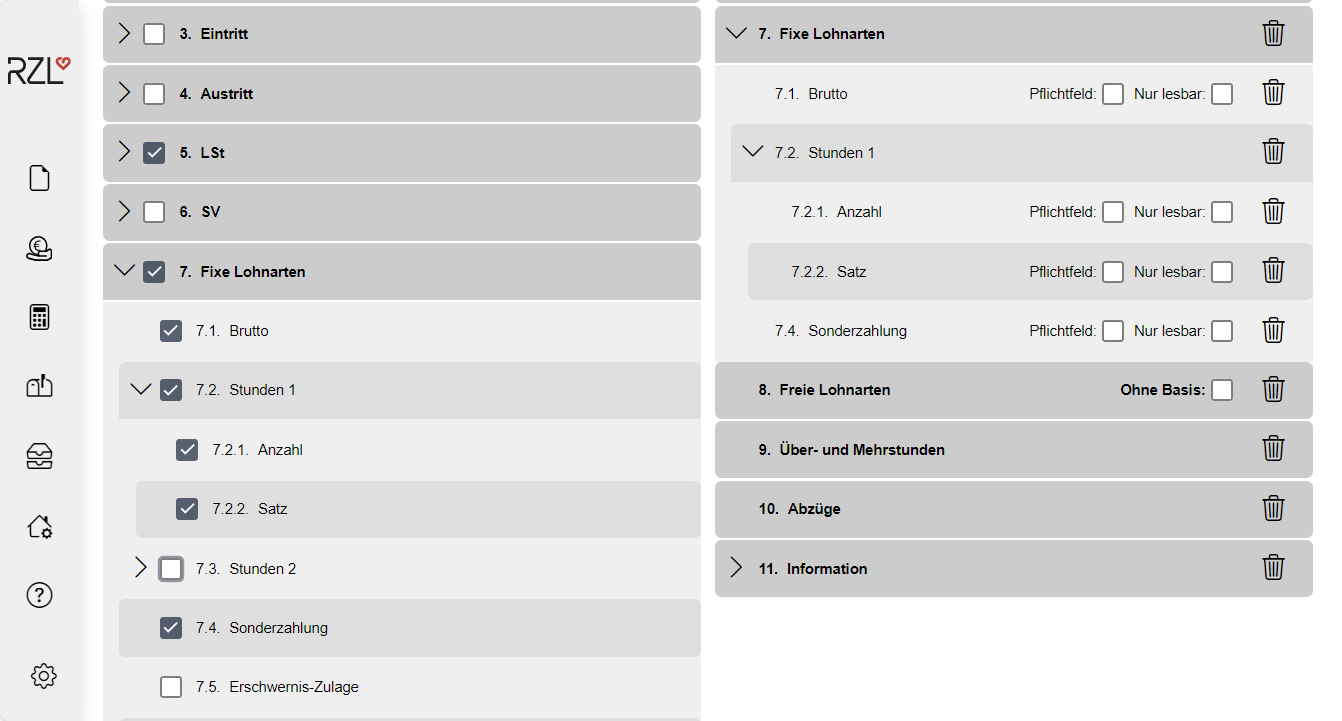 RZL
3. Eintritt
4. Austritt
5. LSt
6. SV
7. Fixe Lohnarten
7.1. Brutto
7.2. Stunden 1
7.2.1. Anzahl
7.2.2. Satz
7.3. Stunden 2
7.4. Sonderzahlung
7.5. Erschwernis-Zulage
7. Fixe Lohnarten
7.1. Brutto Pflichtfeld: Nur lesbar:
7.2. Stunden 1
7.2.1. Anzahl Pflichtfeld: Nur lesbar:
7.2.2. Satz Pflichtfeld: Nur lesbar:
7.4. Sonderzahlung Pflichtfeld: Nur lesbar:
8. Freie Lohnarten Ohne Basis:
9. Über- und Mehrstunden
10. Abzüge
11. Information